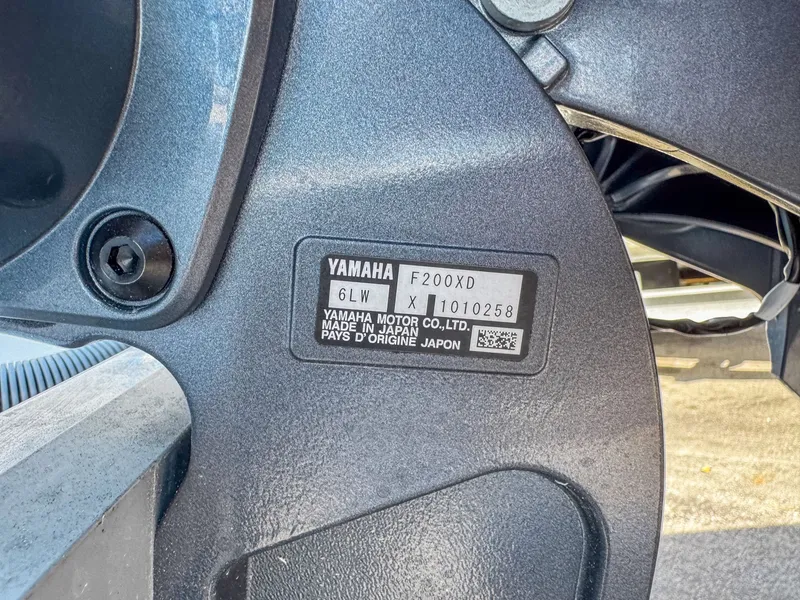 YAMAHA F200XD
6LW X 1010258
YAMAHA MOTOR CO.,LTD.
MADE IN JAPAN
PAYS D'ORIGINE JAPON